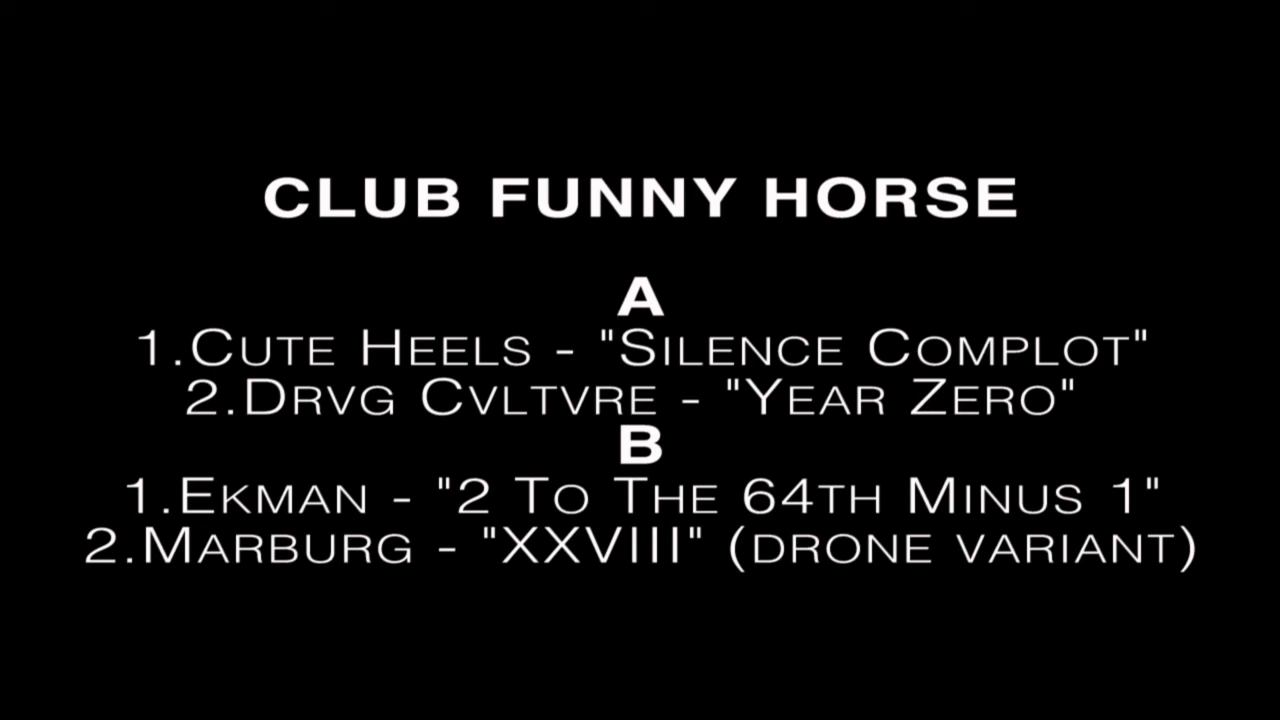 CLUB FUNNY HORSE
A
1.CUTE HEELS - "SILENCE COMPLOT"
2.DRVG CVLTVRE - "YEAR ZERO"
B
1.EKMAN - "2 TO THE 64TH MINUS 1"
2.MARBURG - "XXVIII" (DRONE VARIANT)